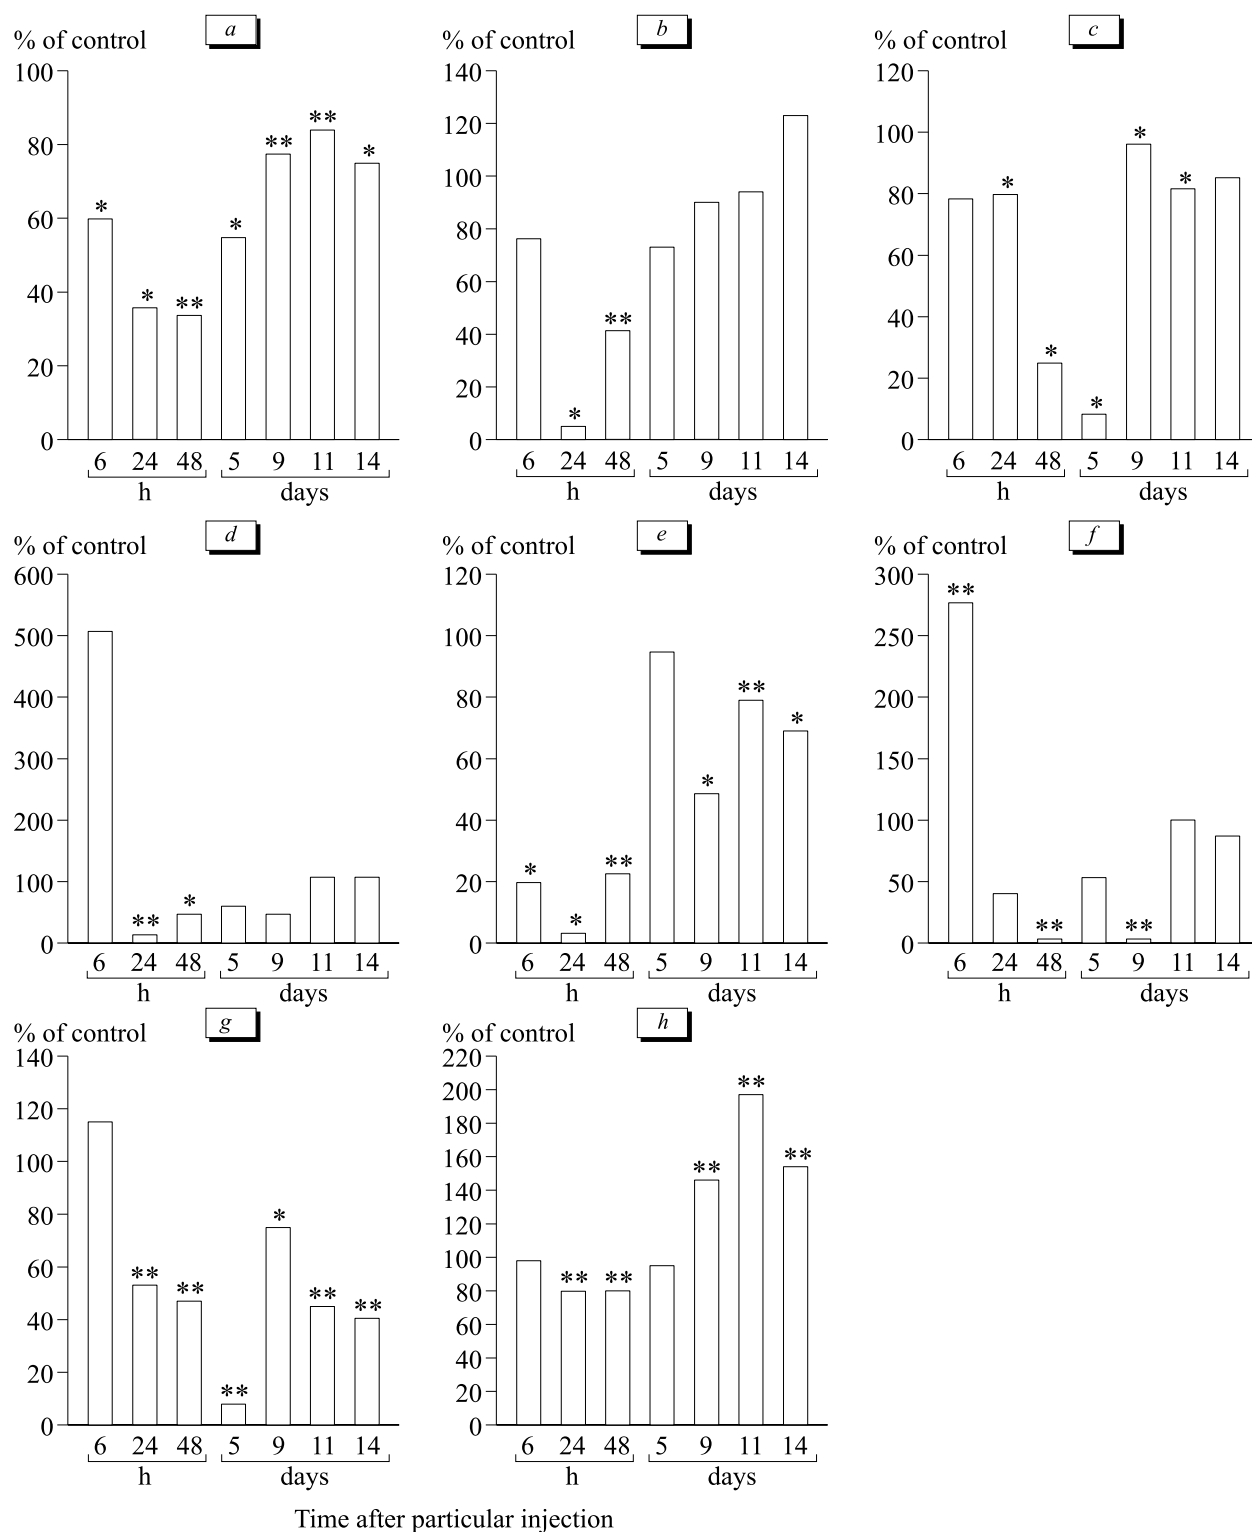 a b c
% of control % of control % of control
100 140 120
80 120 100
60 100 80
40 80 60
20 60 40
0 40 20
20 0
0
* * ** * ** ** *
* **
* * * * *
6 24 48 5 9 11 14 6 24 48 5 9 11 14 6 24 48 5 9 11 14
h days h days h days
d e f
% of control % of control % of control
600 120 300
500 100 250
400 80 200
300 60 150
200 40 100
100 20 50
0 0 0
** *
* * ** * ** *
** ** **
6 24 48 5 9 11 14 6 24 48 5 9 11 14 6 24 48 5 9 11 14
h days h days h days
g h
% of control % of control
140 220
120 200
100 180
80 160
60 140
40 120
20 100
0 80
60
40
20
0
** ** ** * ** **
** ** ** ** **
6 24 48 5 9 11 14 6 24 48 5 9 11 14
h days h days
Time after particular injection